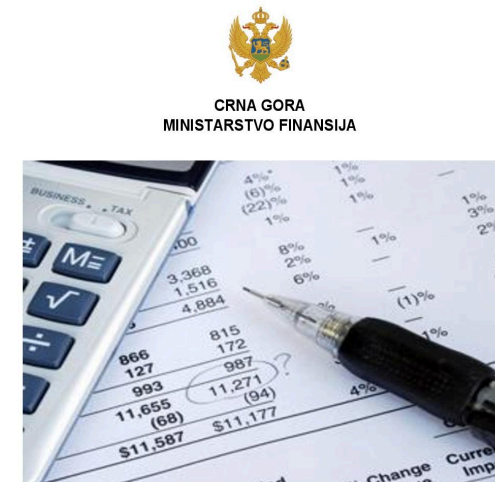 CRNA GORA
MINISTARSTVO FINANSIJA
BUSINESS TAX
4%* 1% —
(6)% 1% 1%
(22)% 1% 3%
1% — 2%
8% 1%
2% —
6% —
M=
3,368
1,516
4,884
(1)%
√
1%
÷
866 815
127 172
993 987 ?
11,655 11,271
(68) (94) 4%
$11,587 $11,177
Change